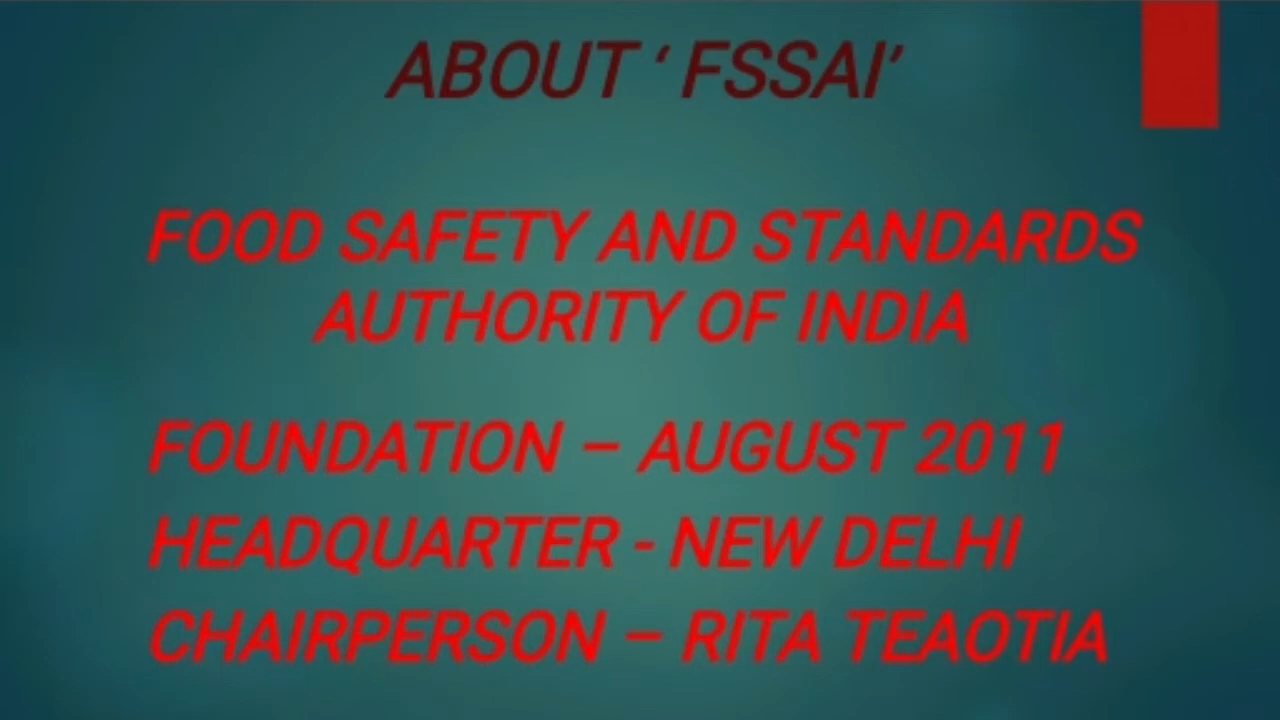 ABOUT ‘ FSSAI’
FOOD SAFETY AND STANDARDS
AUTHORITY OF INDIA
FOUNDATION – AUGUST 2011
HEADQUARTER - NEW DELHI
CHAIRPERSON – RITA TEAOTIA